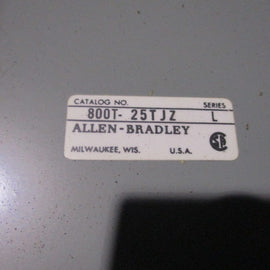 CATALOG NO. SERIES
800T- 25TJZ L
ALLEN-BRADLEY
MILWAUKEE, WIS. U.S.A.